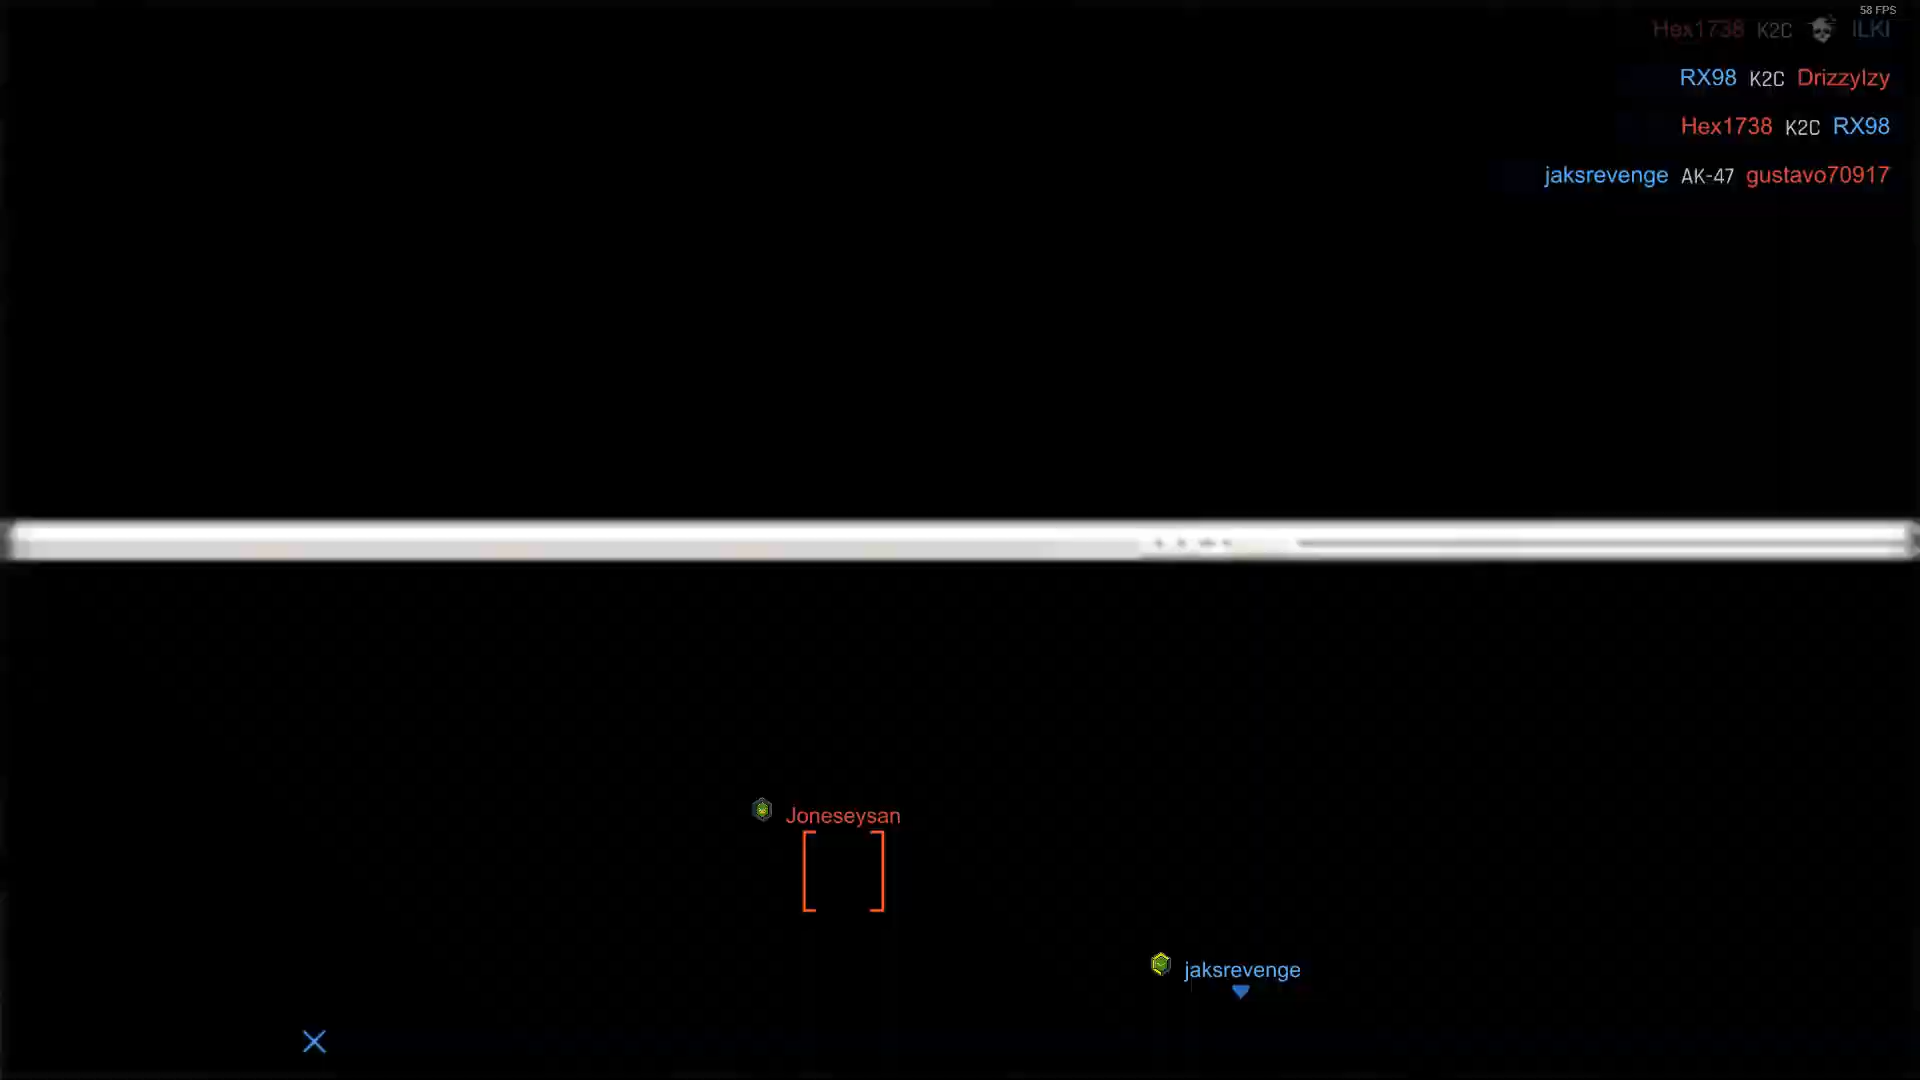 58 FPS
Hex1738 K2C ILKI
RX98 K2C Drizzylzy
Hex1738 K2C RX98
jaksrevenge AK-47 gustavo70917
Joneseysan
jaksrevenge